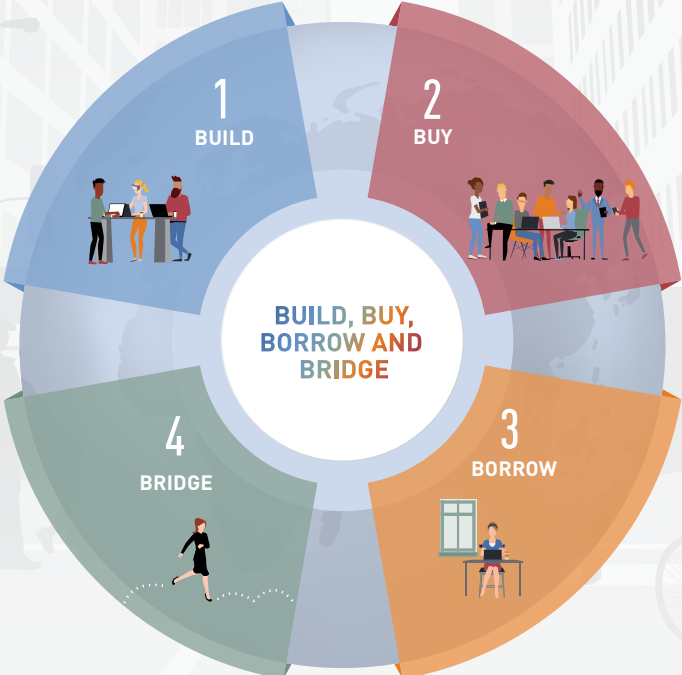 1
BUILD
2
BUY
BUILD, BUY,
BORROW AND
BRIDGE
4
BRIDGE
3
BORROW